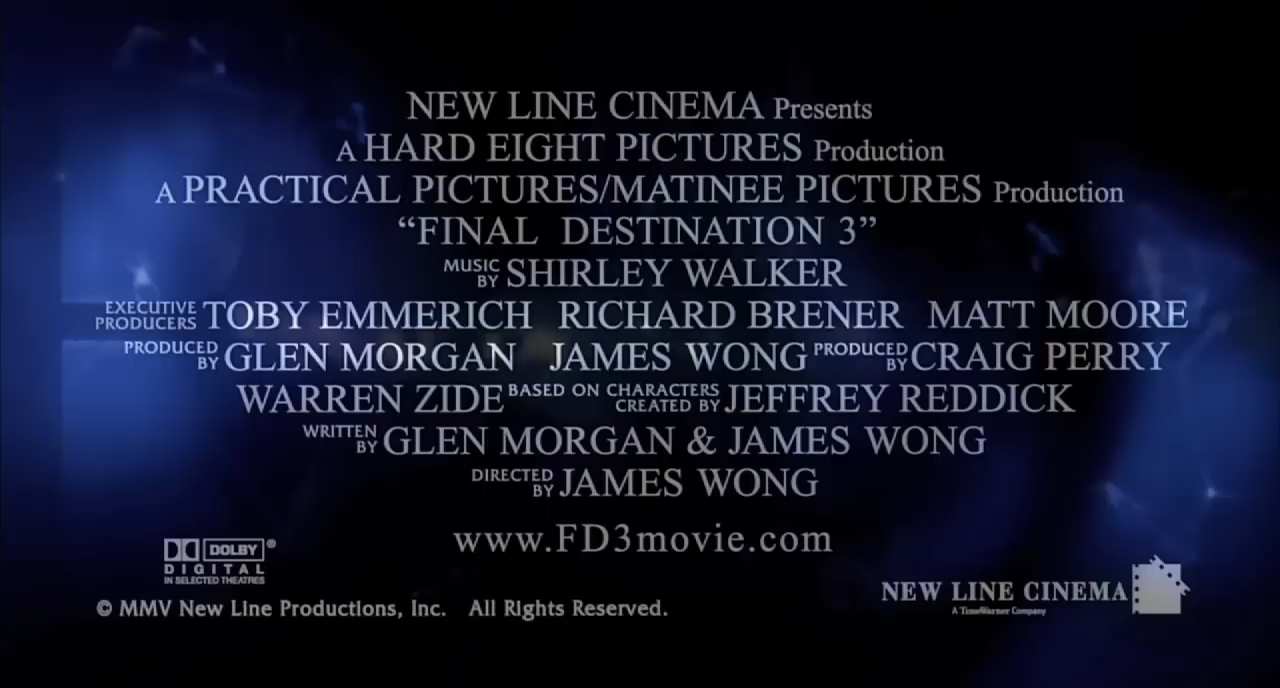 NEW LINE CINEMA Presents
A HARD EIGHT PICTURES Production
A PRACTICAL PICTURES/MATINEE PICTURES Production
“FINAL DESTINATION 3”
MUSIC BY SHIRLEY WALKER
EXECUTIVE PRODUCERS TOBY EMMERICH RICHARD BRENER MATT MOORE
PRODUCED BY GLEN MORGAN JAMES WONG PRODUCED BY CRAIG PERRY
WARREN ZIDE BASED ON CHARACTERS CREATED BY JEFFREY REDDICK
WRITTEN BY GLEN MORGAN & JAMES WONG
DIRECTED BY JAMES WONG
www.FD3movie.com
DOLBY ®
DIGITAL
IN SELECTED THEATRES
NEW LINE CINEMA
A TimeWarner Company
© MMV New Line Productions, Inc. All Rights Reserved.